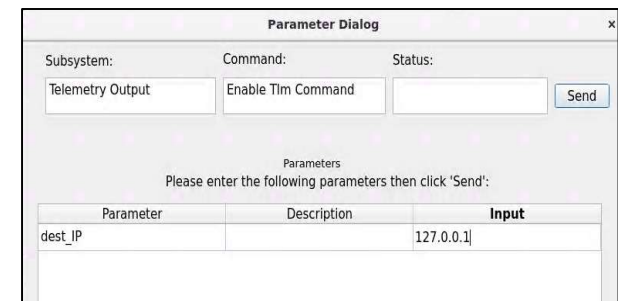 Parameter Dialog x
Subsystem: Command: Status:
Telemetry Output Enable Tlm Command Send
Parameters
Please enter the following parameters then click 'Send':
Parameter Description Input
dest_IP 127.0.0.1